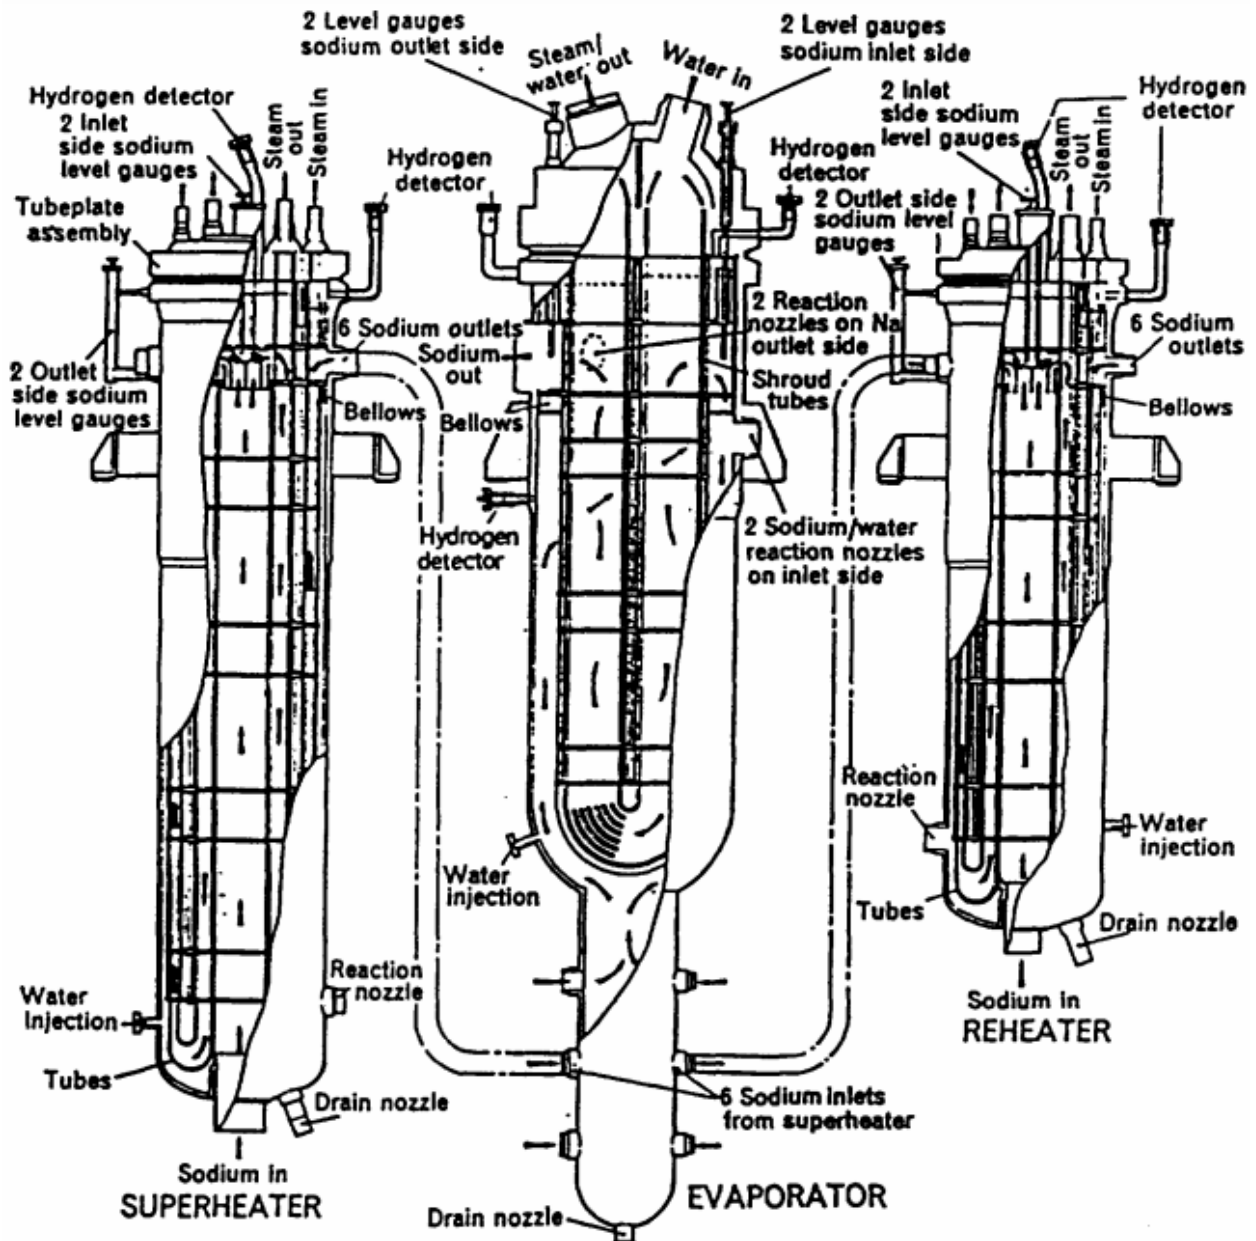 2 Level gauges
sodium outlet side
Steam/
water out
Water in
2 Level gauges
sodium inlet side
Hydrogen detector
2 Inlet
side sodium
level gauges
Steam
out
Steam in
Tubeplate
assembly
Hydrogen
detector
Hydrogen
detector
2 Inlet
side sodium
level gauges
Hydrogen
detector
Steam
out
Steam in
2 Outlet side
sodium level
gauges
6 Sodium outlets
Sodium
out
2 Reaction
nozzles on Na
outlet side
6 Sodium
outlets
2 Outlet
side sodium
level gauges
Bellows
Bellows
Shroud
tubes
Bellows
Hydrogen
detector
2 Sodium/water
reaction nozzles
on inlet side
Reaction
nozzle
Water
injection
Water
injection
Tubes
Drain nozzle
Sodium in
REHEATER
Water
Injection
Reaction
nozzle
Tubes
Drain nozzle
6 Sodium inlets
from superheater
Sodium in
SUPERHEATER
EVAPORATOR
Drain nozzle